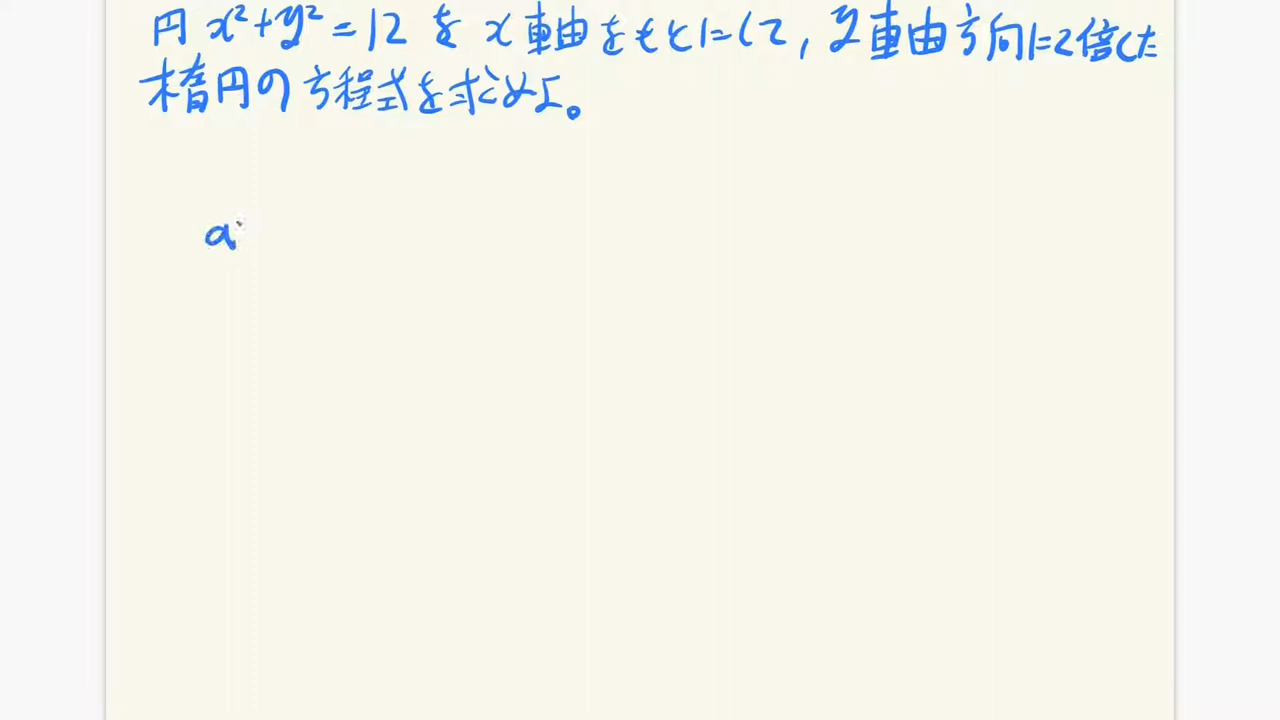 円 x²+y²=12 を x軸をもとにして, y軸方向に2倍した
楕円の方程式を求めよ。
a